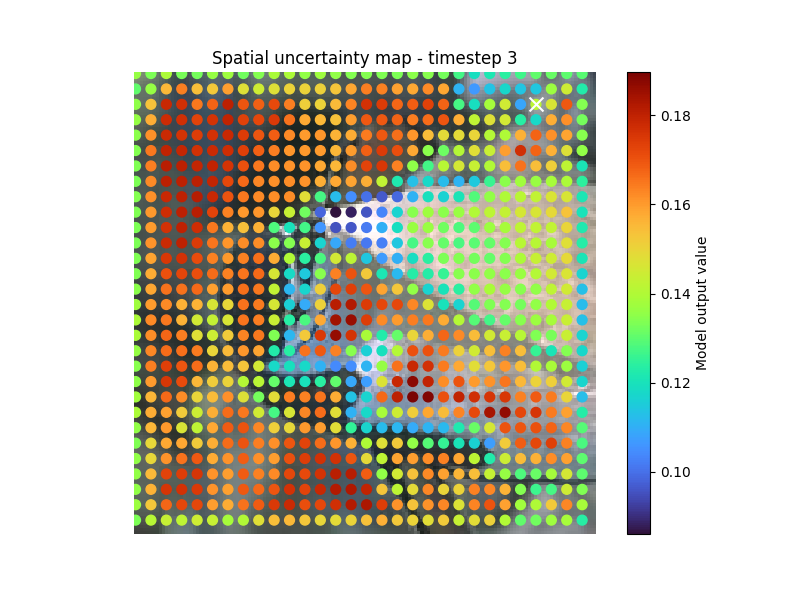 Spatial uncertainty map - timestep 3
0.18
0.16
0.14
0.12
0.10
Model output value